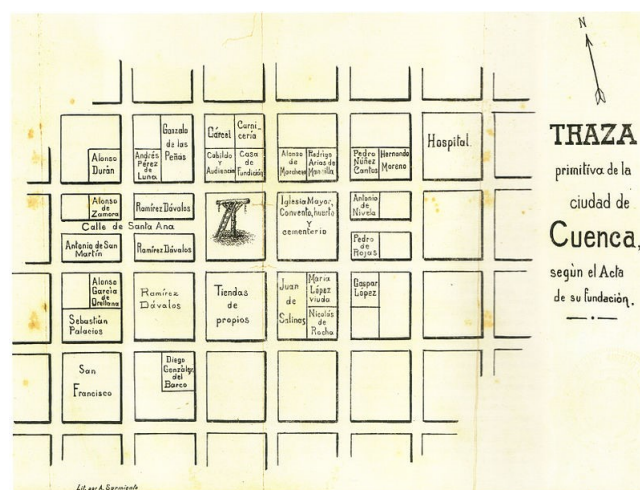 N
TRAZA
primitiva de la
ciudad de
Cuenca,
según el Acta
de su fundación.
Alonso
Durán
Andrés
Pérez
de
Luna
Gonzalo
de las
Peñas
Cárcel
Carni-
cería
Cabildo
y
Audiencia
Casa
de
Fundición
Alonso
de
Marchena
Rodrigo
Arias de
Mansilla
Pedro
Núñez
Cantos
Hernando
Moreno
Hospital.
Alonso
de
Zamora
Ramírez Dávalos
Iglesia Mayor,
Convento, huerto
Y
cementerio
Antonio
de
Nivela
Calle de Santa Ana
Antonio de San
Martín
Ramírez Dávalos
Pedro
de
Rojas
Alonso
García
de
Orellana
Sebastián
Palacios
Ramírez
Dávalos
Tiendas
de
propios
Juan
de
Salinas
María
López
viuda
Nicolás
de
Rocha
Gaspar
López
San
Francisco
Diego
González
del
Barco
Lit. por A. Sarmiento